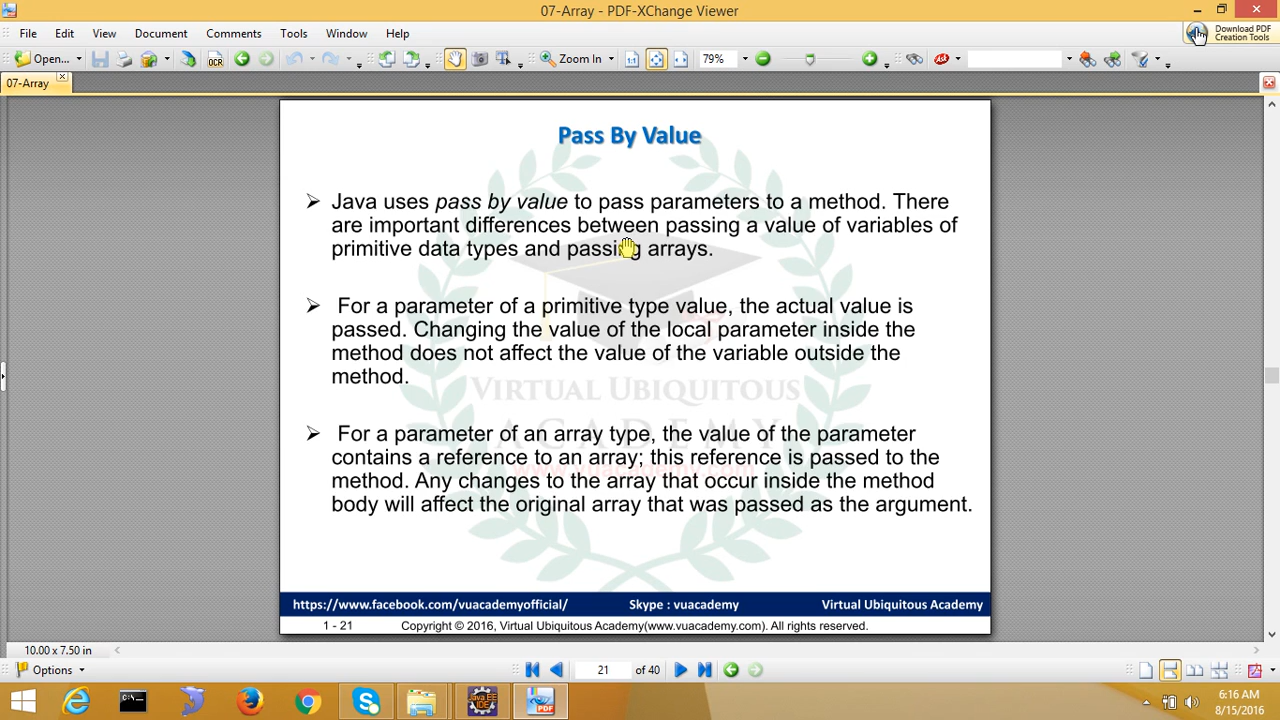 07-Array - PDF-XChange Viewer
File Edit View Document Comments Tools Window Help
Download PDF
Creation Tools
Open... OCR Zoom In 79%
07-Array
Pass By Value
➢ Java uses pass by value to pass parameters to a method. There
are important differences between passing a value of variables of
primitive data types and passing arrays.
➢ For a parameter of a primitive type value, the actual value is
passed. Changing the value of the local parameter inside the
method does not affect the value of the variable outside the
method.
VIRTUAL UBIQUITOUS
ACADEMY
➢ For a parameter of an array type, the value of the parameter
contains a reference to an array; this reference is passed to the
www.vuacademy.com
method. Any changes to the array that occur inside the method
body will affect the original array that was passed as the argument.
https://www.facebook.com/vuacademyofficial/ Skype : vuacademy Virtual Ubiquitous Academy
1 - 21 Copyright © 2016, Virtual Ubiquitous Academy(www.vuacademy.com). All rights reserved.
10.00 x 7.50 in
Options 21 of 40
Java EE
IDE
PDF
6:16 AM
8/15/2016